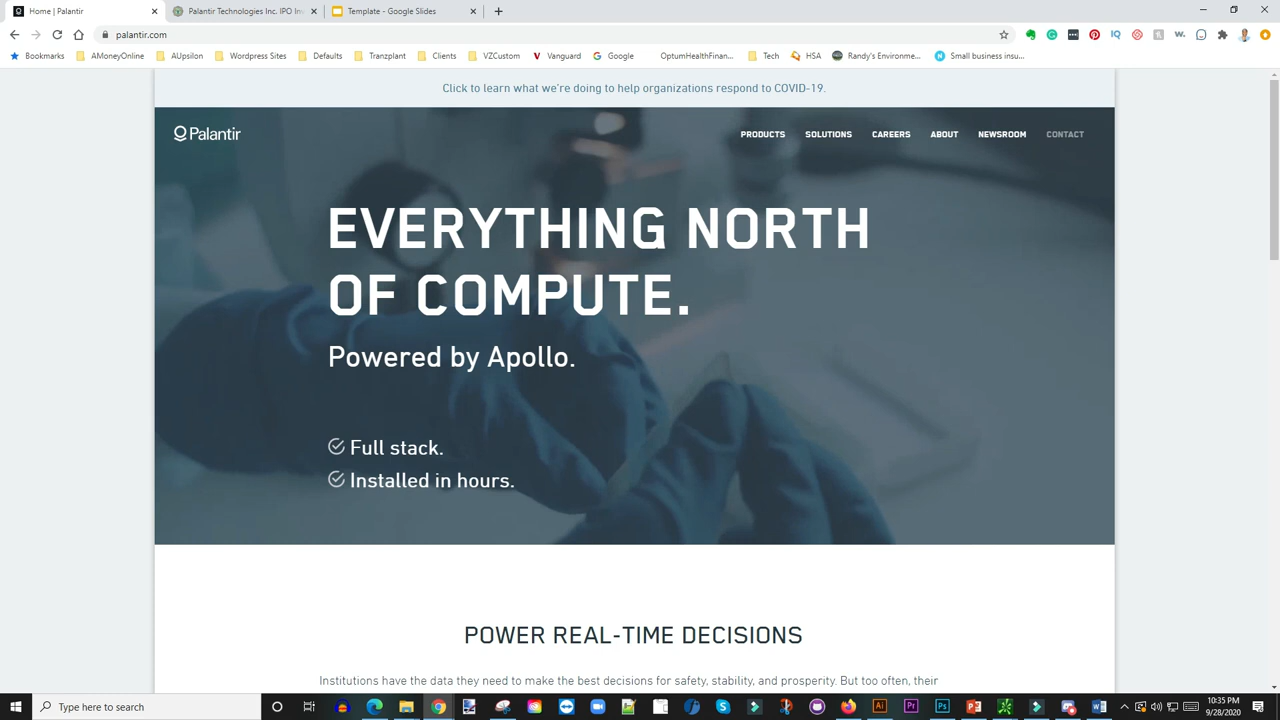 Home | Palantir
Palantir Technologies Inc. IPO Inv
Template - Google Slides
palantir.com
Bookmarks
AMoneyOnline
AUpsilon
Wordpress Sites
Defaults
Tranzplant
Clients
VZCustom
Vanguard
Google
OptumHealthFinan...
Tech
HSA
Randy's Environme...
Small business insu...
Click to learn what we're doing to help organizations respond to COVID-19.
Palantir
PRODUCTS
SOLUTIONS
CAREERS
ABOUT
NEWSROOM
CONTACT
EVERYTHING NORTH
OF COMPUTE.
Powered by Apollo.
Full stack.
Installed in hours.
POWER REAL-TIME DECISIONS
Institutions have the data they need to make the best decisions for safety, stability, and prosperity. But too often, their
Type here to search
10:35 PM
9/28/2020